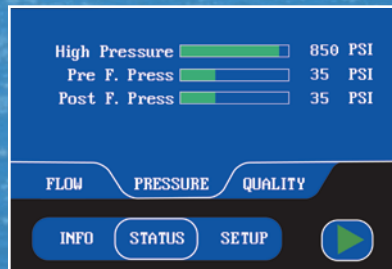 High Pressure 850 PSI
Pre F. Press 35 PSI
Post F. Press 35 PSI
FLOW PRESSURE QUALITY
INFO STATUS SETUP